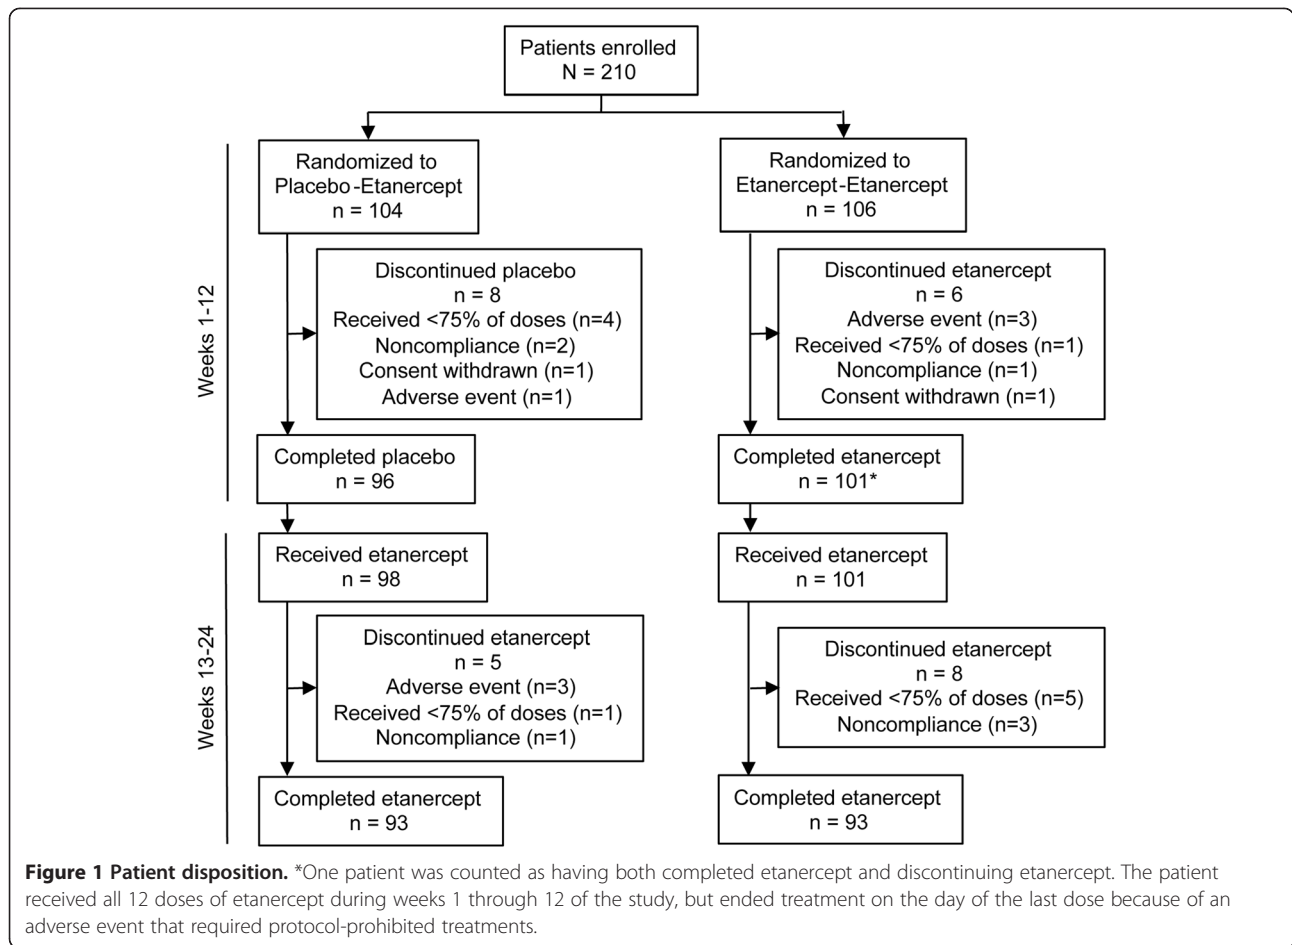 Patients enrolled
N = 210
Randomized to
Placebo-Etanercept
n = 104
Randomized to
Etanercept-Etanercept
n = 106
Weeks 1-12
Discontinued placebo
n = 8
Received <75% of doses (n=4)
Noncompliance (n=2)
Consent withdrawn (n=1)
Adverse event (n=1)
Discontinued etanercept
n = 6
Adverse event (n=3)
Received <75% of doses (n=1)
Noncompliance (n=1)
Consent withdrawn (n=1)
Completed placebo
n = 96
Completed etanercept
n = 101*
Weeks 13-24
Received etanercept
n = 98
Received etanercept
n = 101
Discontinued etanercept
n = 5
Adverse event (n=3)
Received <75% of doses (n=1)
Noncompliance (n=1)
Discontinued etanercept
n = 8
Received <75% of doses (n=5)
Noncompliance (n=3)
Completed etanercept
n = 93
Completed etanercept
n = 93
Figure 1 Patient disposition. *One patient was counted as having both completed etanercept and discontinuing etanercept. The patient
received all 12 doses of etanercept during weeks 1 through 12 of the study, but ended treatment on the day of the last dose because of an
adverse event that required protocol-prohibited treatments.